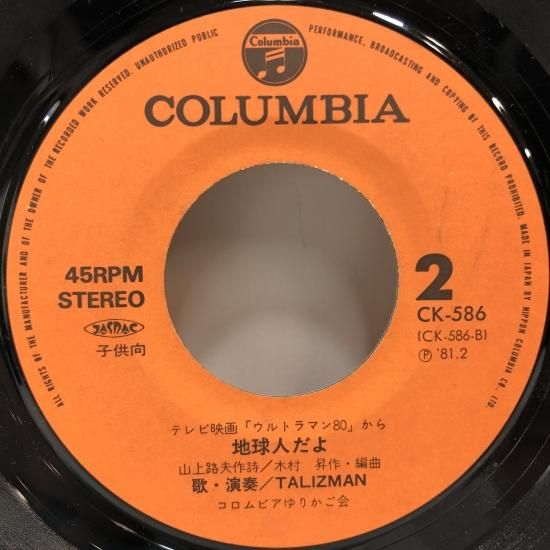 ALL RIGHTS OF THE MANUFACTURER AND OF THE OWNER OF THE RECORDED WORK RESERVED. UNAUTHORIZED PUBLIC PERFORMANCE, BROADCASTING AND COPYING OF THIS RECORD PROHIBITED. MADE IN JAPAN BY NIPPON COLUMBIA CO. LTD.
Columbia
COLUMBIA
45RPM
STEREO
JASRAC
子供向
2
CK-586
(CK-586-B)
Ⓟ '81.2
テレビ映画「ウルトラマン80」から
地球人だよ
山上路夫作詩/木村 昇作・編曲
歌・演奏/TALIZMAN
コロムビアゆりかご会